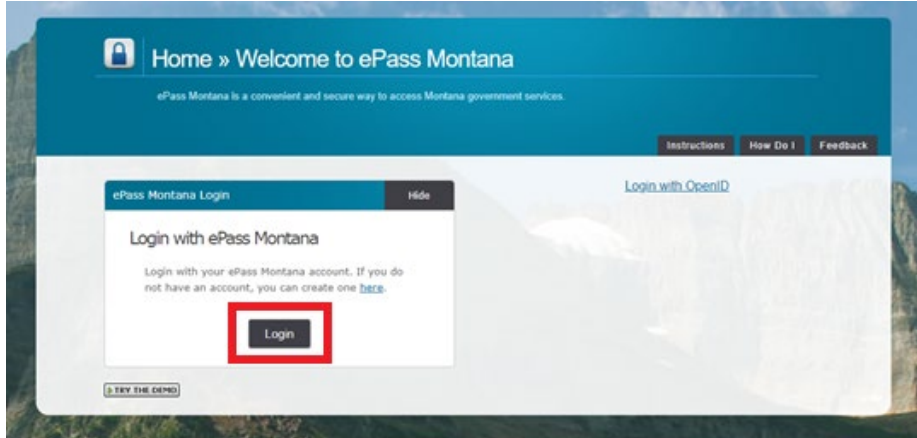 Home » Welcome to ePass Montana
ePass Montana is a convenient and secure way to access Montana government services.
Instructions How Do I Feedback
ePass Montana Login Hide
Login with OpenID
Login with ePass Montana
Login with your ePass Montana account. If you do
not have an account, you can create one here.
Login
TRY THE DEMO